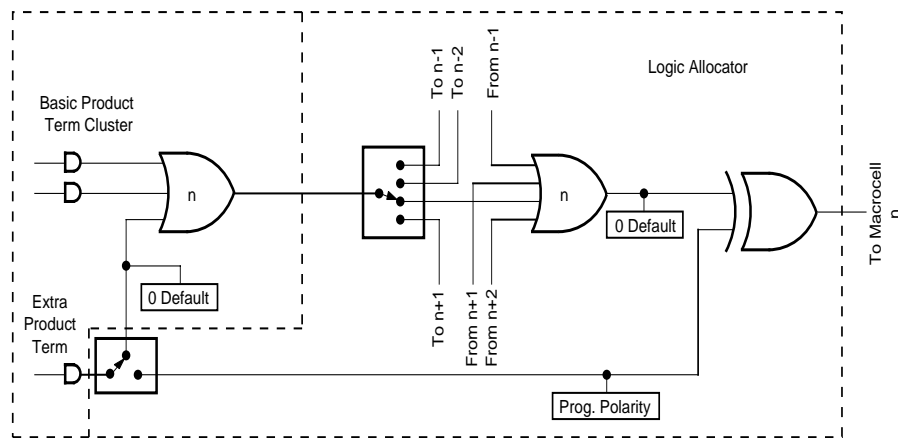 To n-1
To n-2
From n-1
Logic Allocator
Basic Product
Term Cluster
n
n
0 Default
To Macrocell
n
0 Default
Extra
Product
Term
To n+1
From n+1
From n+2
Prog. Polarity